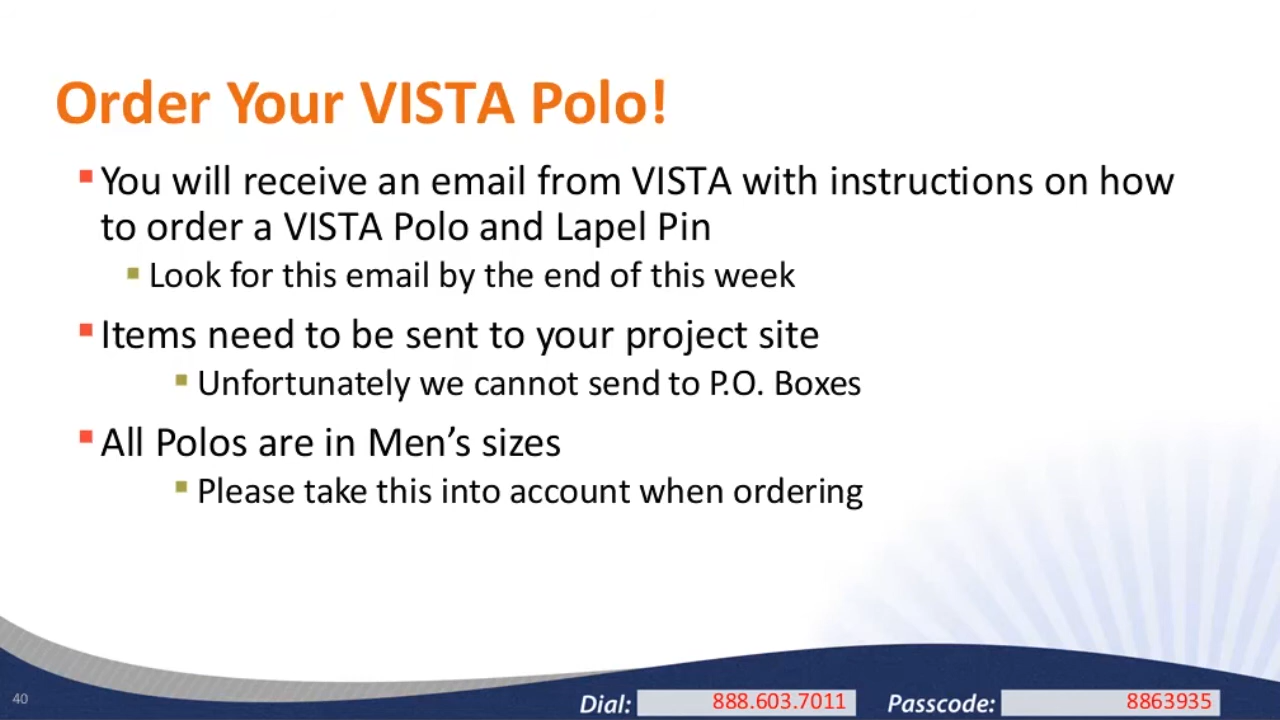 Order Your VISTA Polo!
You will receive an email from VISTA with instructions on how
to order a VISTA Polo and Lapel Pin
Look for this email by the end of this week
Items need to be sent to your project site
Unfortunately we cannot send to P.O. Boxes
All Polos are in Men’s sizes
Please take this into account when ordering
40
Dial: 888.603.7011 Passcode: 8863935